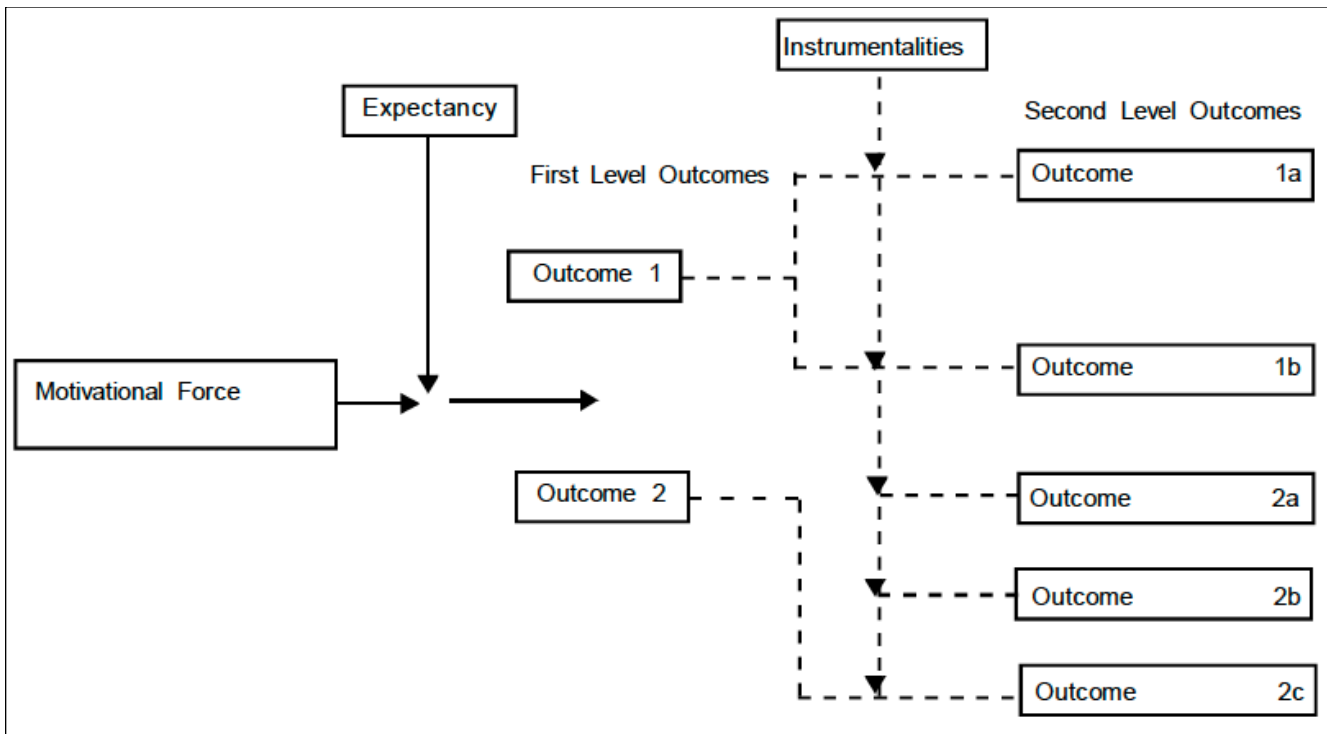 Instrumentalities
Expectancy
Second Level Outcomes
First Level Outcomes
Outcome 1a
Outcome 1
Outcome 1b
Motivational Force
Outcome 2
Outcome 2a
Outcome 2b
Outcome 2c